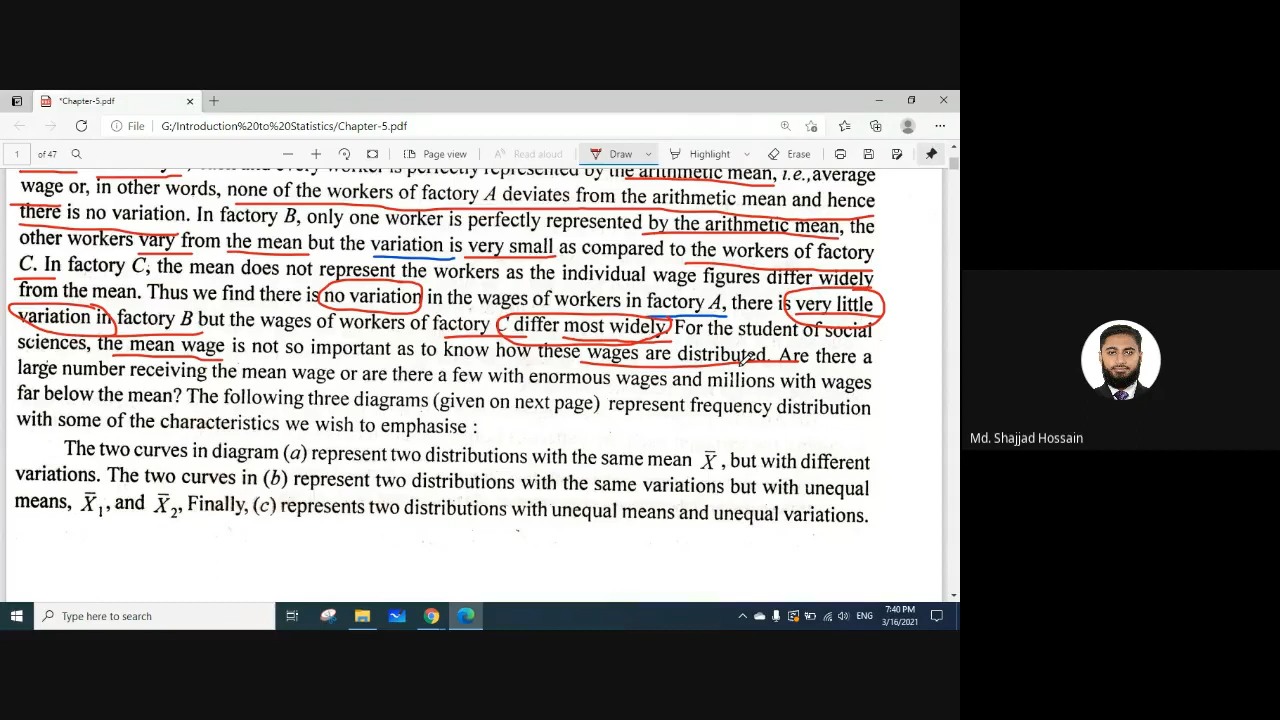 *Chapter-5.pdf
File
G:/Introduction%20to%20Statistics/Chapter-5.pdf
1 of 47
Page view
Read aloud
Draw
Highlight
Erase
every worker is perfectly represented by the arithmetic mean, i.e., average
wage or, in other words, none of the workers of factory A deviates from the arithmetic mean and hence
there is no variation. In factory B, only one worker is perfectly represented by the arithmetic mean, the
other workers vary from the mean but the variation is very small as compared to the workers of factory
C. In factory C, the mean does not represent the workers as the individual wage figures differ widely
from the mean. Thus we find there is no variation in the wages of workers in factory A, there is very little
variation in factory B but the wages of workers of factory C differ most widely. For the student of social
sciences, the mean wage is not so important as to know how these wages are distributed. Are there a
large number receiving the mean wage or are there a few with enormous wages and millions with wages
far below the mean? The following three diagrams (given on next page) represent frequency distribution
with some of the characteristics we wish to emphasise :
The two curves in diagram (a) represent two distributions with the same mean X̄, but with different
variations. The two curves in (b) represent two distributions with the same variations but with unequal
means, X̄₁, and X̄₂, Finally, (c) represents two distributions with unequal means and unequal variations.
Md. Shajjad Hossain
Type here to search
ENG
7:40 PM
3/16/2021